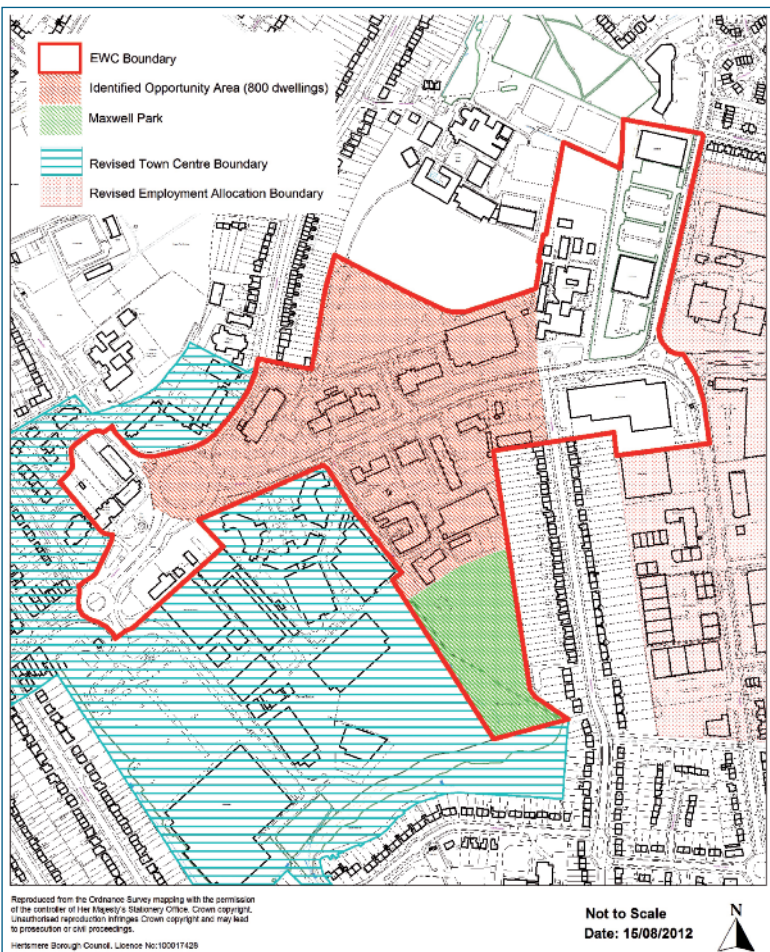 EWC Boundary
Identified Opportunity Area (800 dwellings)
Maxwell Park
Revised Town Centre Boundary
Revised Employment Allocation Boundary
Reproduced from the Ordnance Survey mapping with the permission
of the controller of Her Majesty's Stationery Office, Crown copyright.
Unauthorised reproduction infringes Crown copyright and may lead
to prosecution or civil proceedings.
Hertsmere Borough Council. Licence No:100017428
Not to Scale
Date: 15/08/2012
N